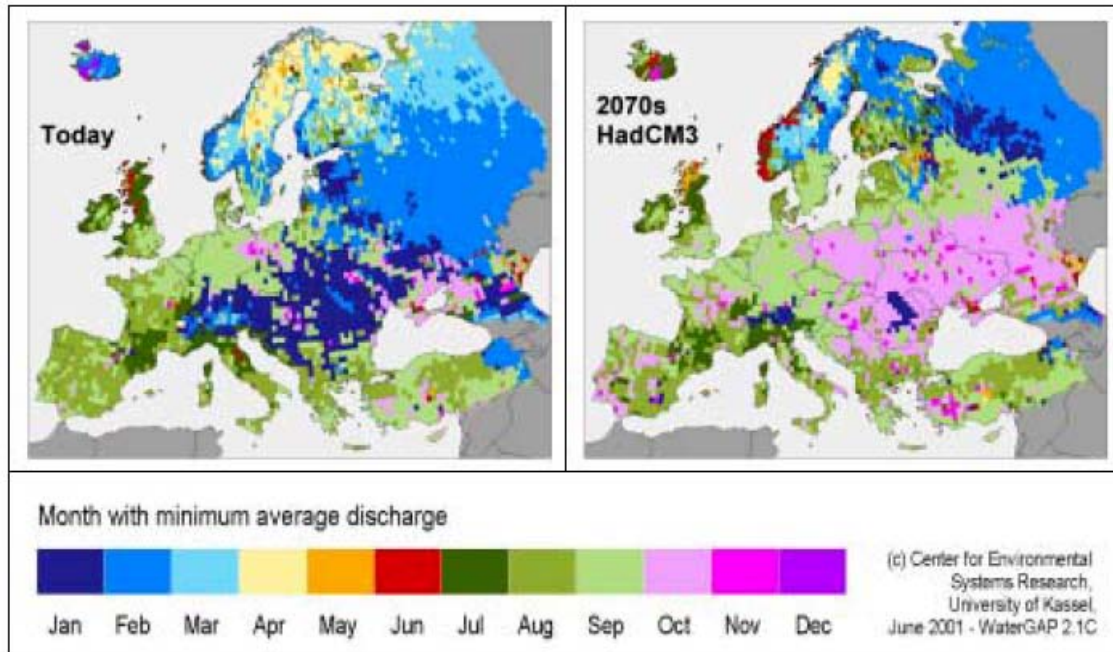 Today
2070s
HadCM3
Month with minimum average discharge
Jan Feb Mar Apr May Jun Jul Aug Sep Oct Nov Dec
(c) Center for Environmental
Systems Research,
University of Kassel,
June 2001 - WaterGAP 2.1C